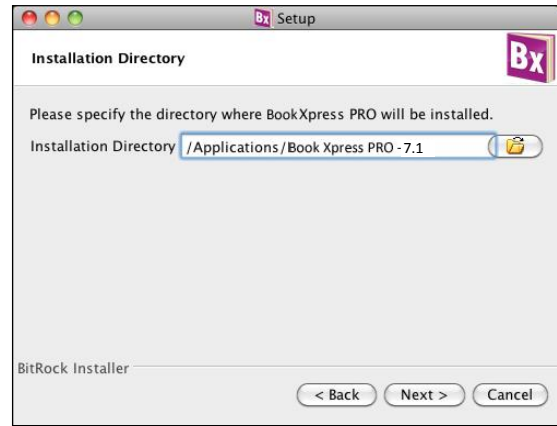 Bx Setup
Installation Directory
Bx
Please specify the directory where BookXpress PRO will be installed.
Installation Directory /Applications/Book Xpress PRO - 7.1
BitRock Installer
< Back Next > Cancel